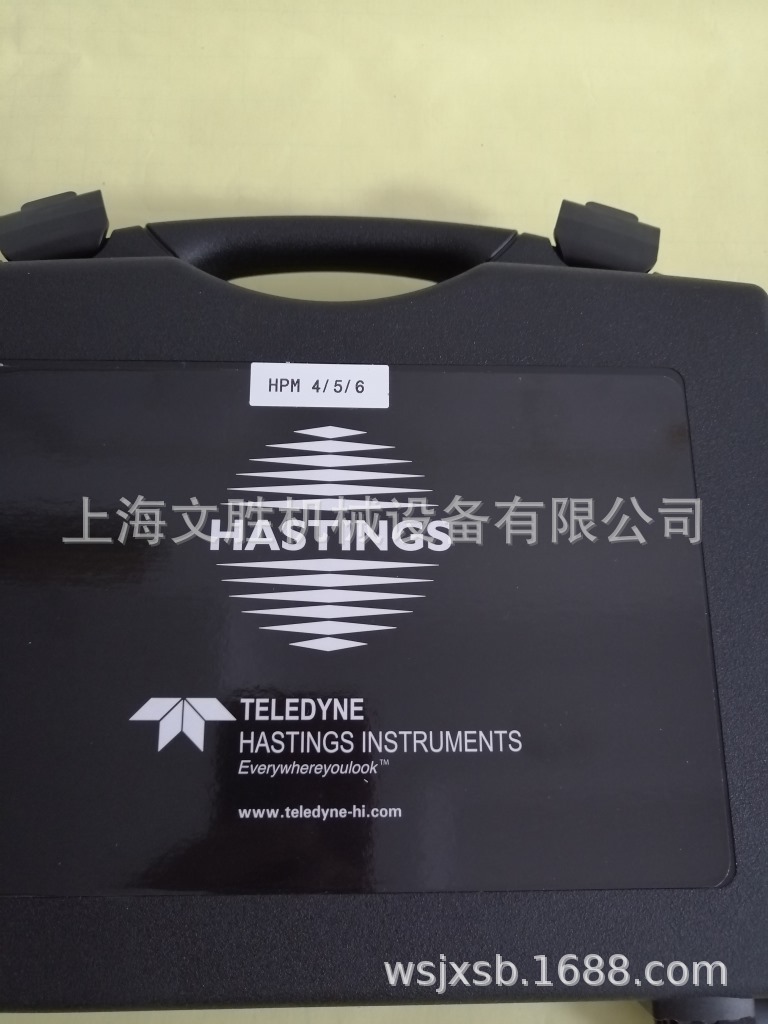 HPM 4/5/6
上海文胜机械设备有限公司
HASTINGS
TELEDYNE
HASTINGS INSTRUMENTS
Everywhereyoulook™
www.teledyne-hi.com
wsjxsb.1688.com